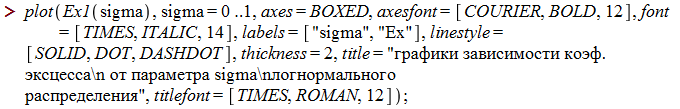 > plot(Ex1(sigma), sigma = 0 ..1, axes = BOXED, axesfont = [COURIER, BOLD, 12], font
= [TIMES, ITALIC, 14], labels = ["sigma", "Ex"], linestyle =
[SOLID, DOT, DASHDOT], thickness = 2, title = "графики зависимости коэф.
эксцесса\n от параметра sigma\nлогнормального
распределения", titlefont = [TIMES, ROMAN, 12]);